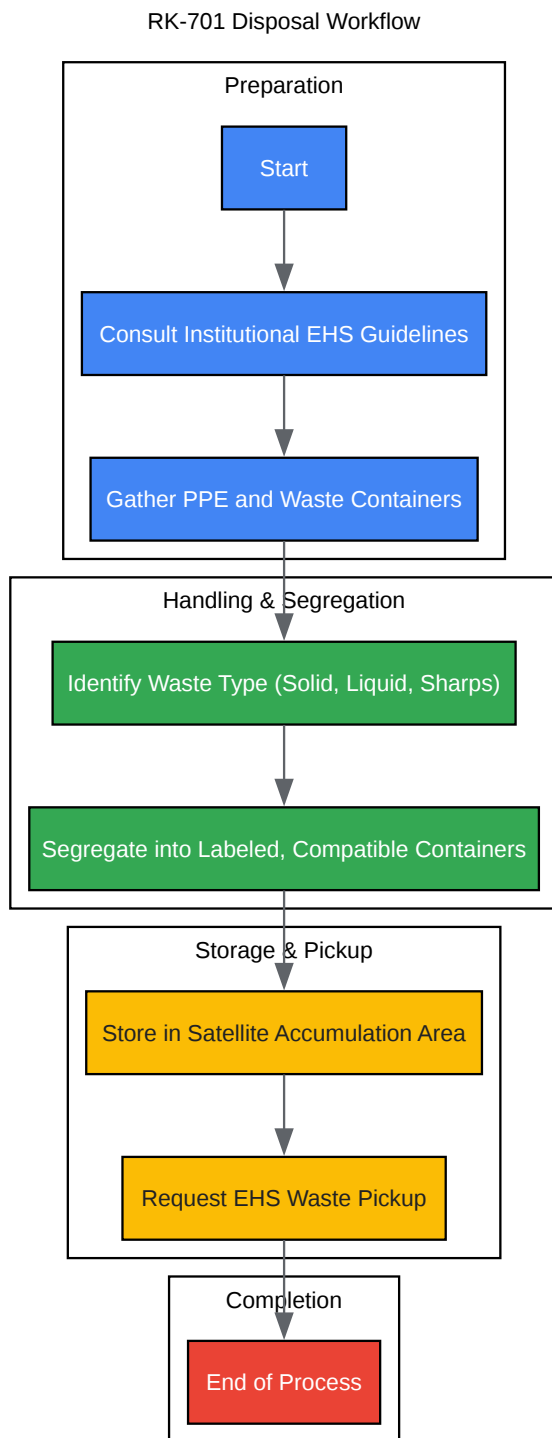 RK-701 Disposal Workflow
Preparation
Start
Consult Institutional EHS Guidelines
Gather PPE and Waste Containers
Handling & Segregation
Identify Waste Type (Solid, Liquid, Sharps)
Segregate into Labeled, Compatible Containers
Storage & Pickup
Store in Satellite Accumulation Area
Request EHS Waste Pickup
Completion
End of Process